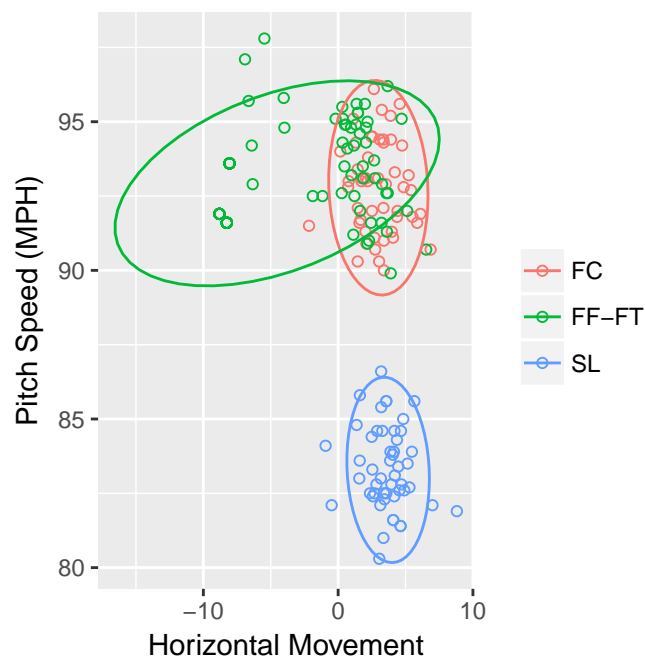 95
90
85
80
Pitch Speed (MPH)
−10
0
10
Horizontal Movement
FC
FF−FT
SL